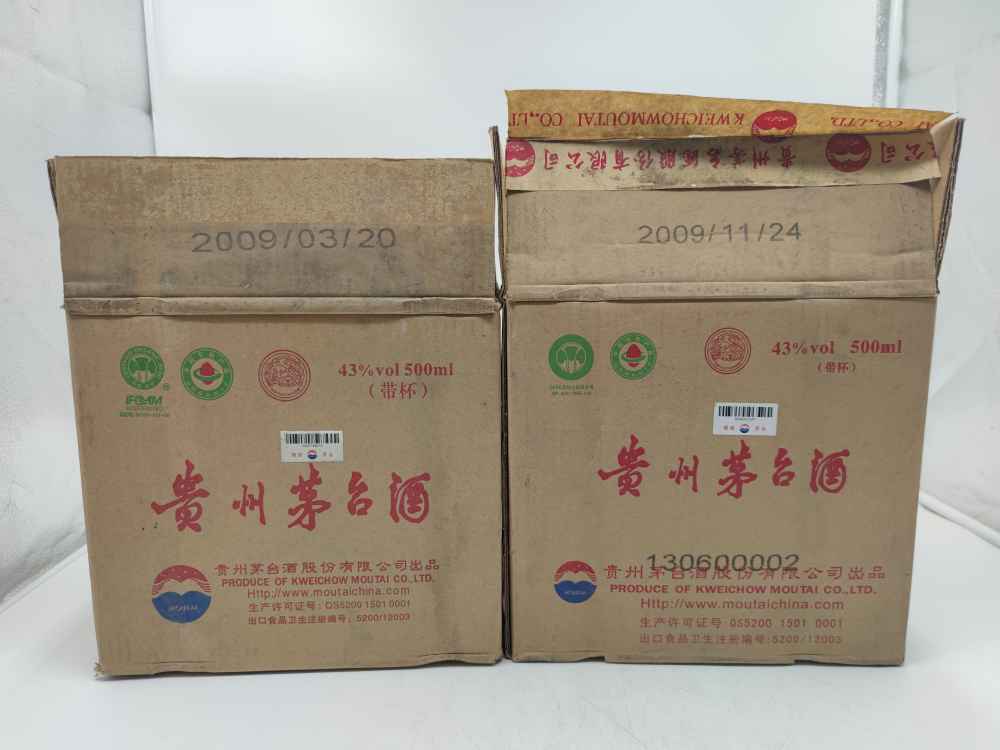 2009/03/20
43%vol 500ml
(带杯)
IFOAM
贵州茅台酒
贵州茅台酒股份有限公司出品
PRODUCE OF KWEICHOW MOUTAI CO.,LTD.
Http://www.moutaichina.com
生产许可证号: QS5200 1501 0001
出口食品卫生注册编号: 5200/12003
KWEICHOWMOUTAI CO.,LT
贵州茅台酒股份有限公司
2009/11/24
43%vol 500ml
(带杯)
贵州茅台酒
130600002
贵州茅台酒股份有限公司出品
PRODUCE OF KWEICHOW MOUTAI CO.,LTD.
Http://www.moutaichina.com
生产许可证号: QS5200 1501 0001
出口食品卫生注册编号: 5200/12003